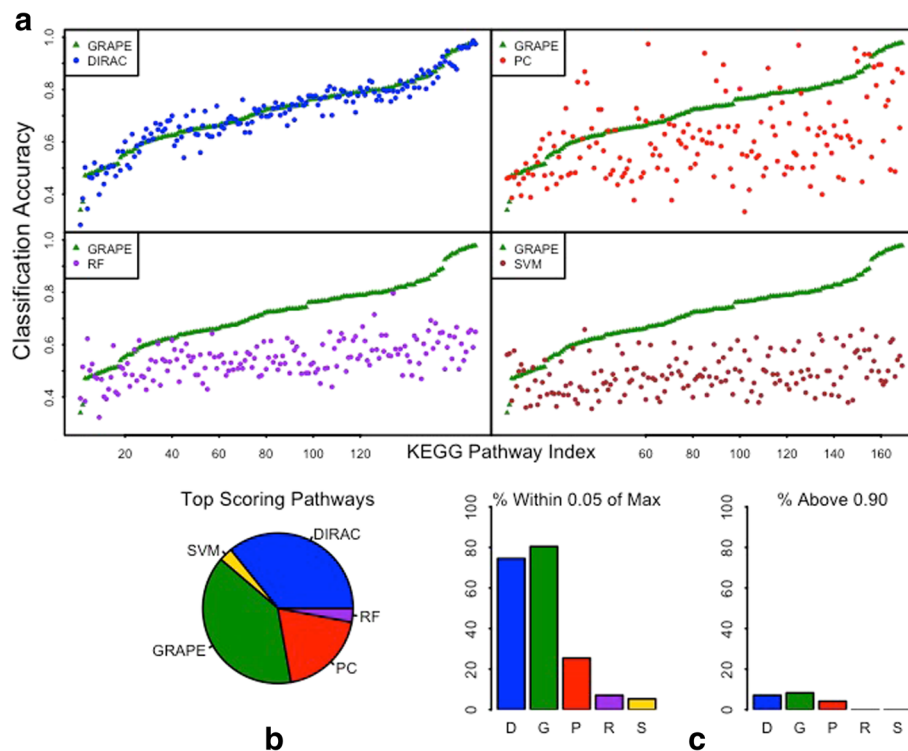 a
Classification Accuracy
1.0
0.8
0.6
0.4
GRAPE
DIRAC
GRAPE
PC
1.0
0.8
0.6
0.4
GRAPE
RF
GRAPE
SVM
20 40 60 80 100 120 60 80 100 120 140 160
KEGG Pathway Index
Top Scoring Pathways
DIRAC
SVM
RF
GRAPE
PC
b
% Within 0.05 of Max
100
80
60
40
20
0
D G P R S
% Above 0.90
100
80
60
40
20
0
D G P R S
c